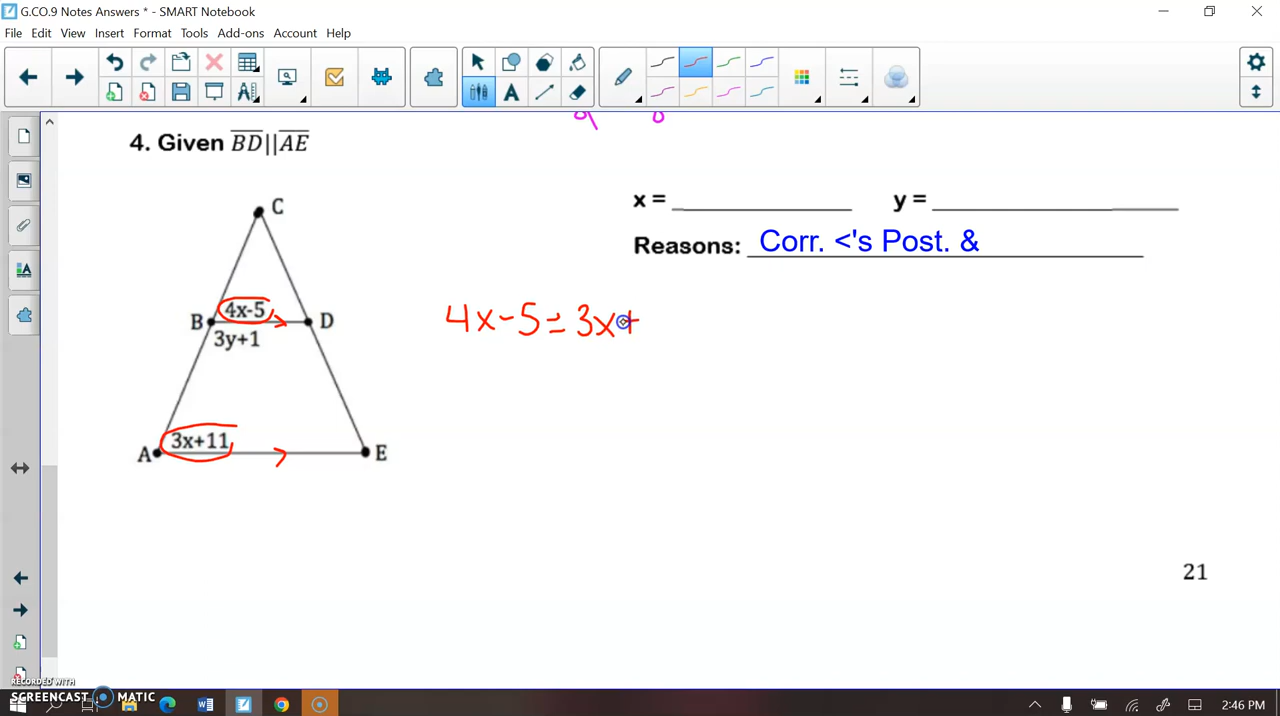 G.CO.9 Notes Answers * - SMART Notebook
File Edit View Insert Format Tools Add-ons Account Help
4. Given BD||AE
x = ____ y = ____
Reasons: Corr. <'s Post. &
C
4x-5
B D
3y+1
4x-5=3x+
3x+11
A E
21
RECORDED WITH
SCREENCAST MATIC
2:46 PM